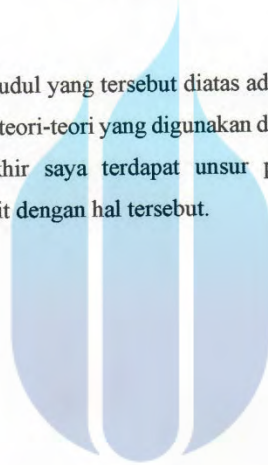 udul yang tersebut diatas ad
teori-teori yang digunakan d
khir saya terdapat unsur p
it dengan hal tersebut.